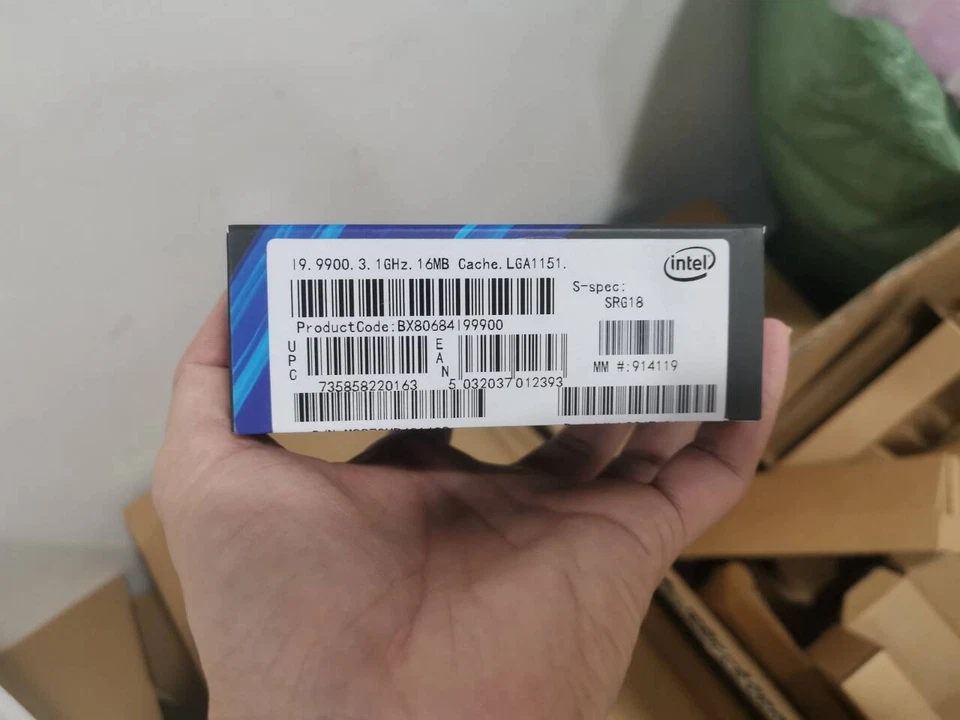 I9.9900.3.1GHz.16MB Cache.LGA1151.
intel
S-spec:
SRG18
ProductCode:BX80684I99900
UPC
735858220163
EAN
5 032037 012393
MM #:914119